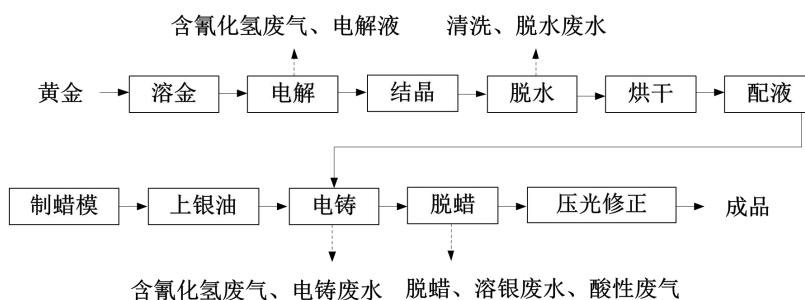 含氰化氢废气、电解液 清洗、脱水废水
黄金 溶金 电解 结晶 脱水 烘干 配液
制蜡模 上银油 电铸 脱蜡 压光修正 成品
含氰化氢废气、电铸废水 脱蜡、溶银废水、酸性废气